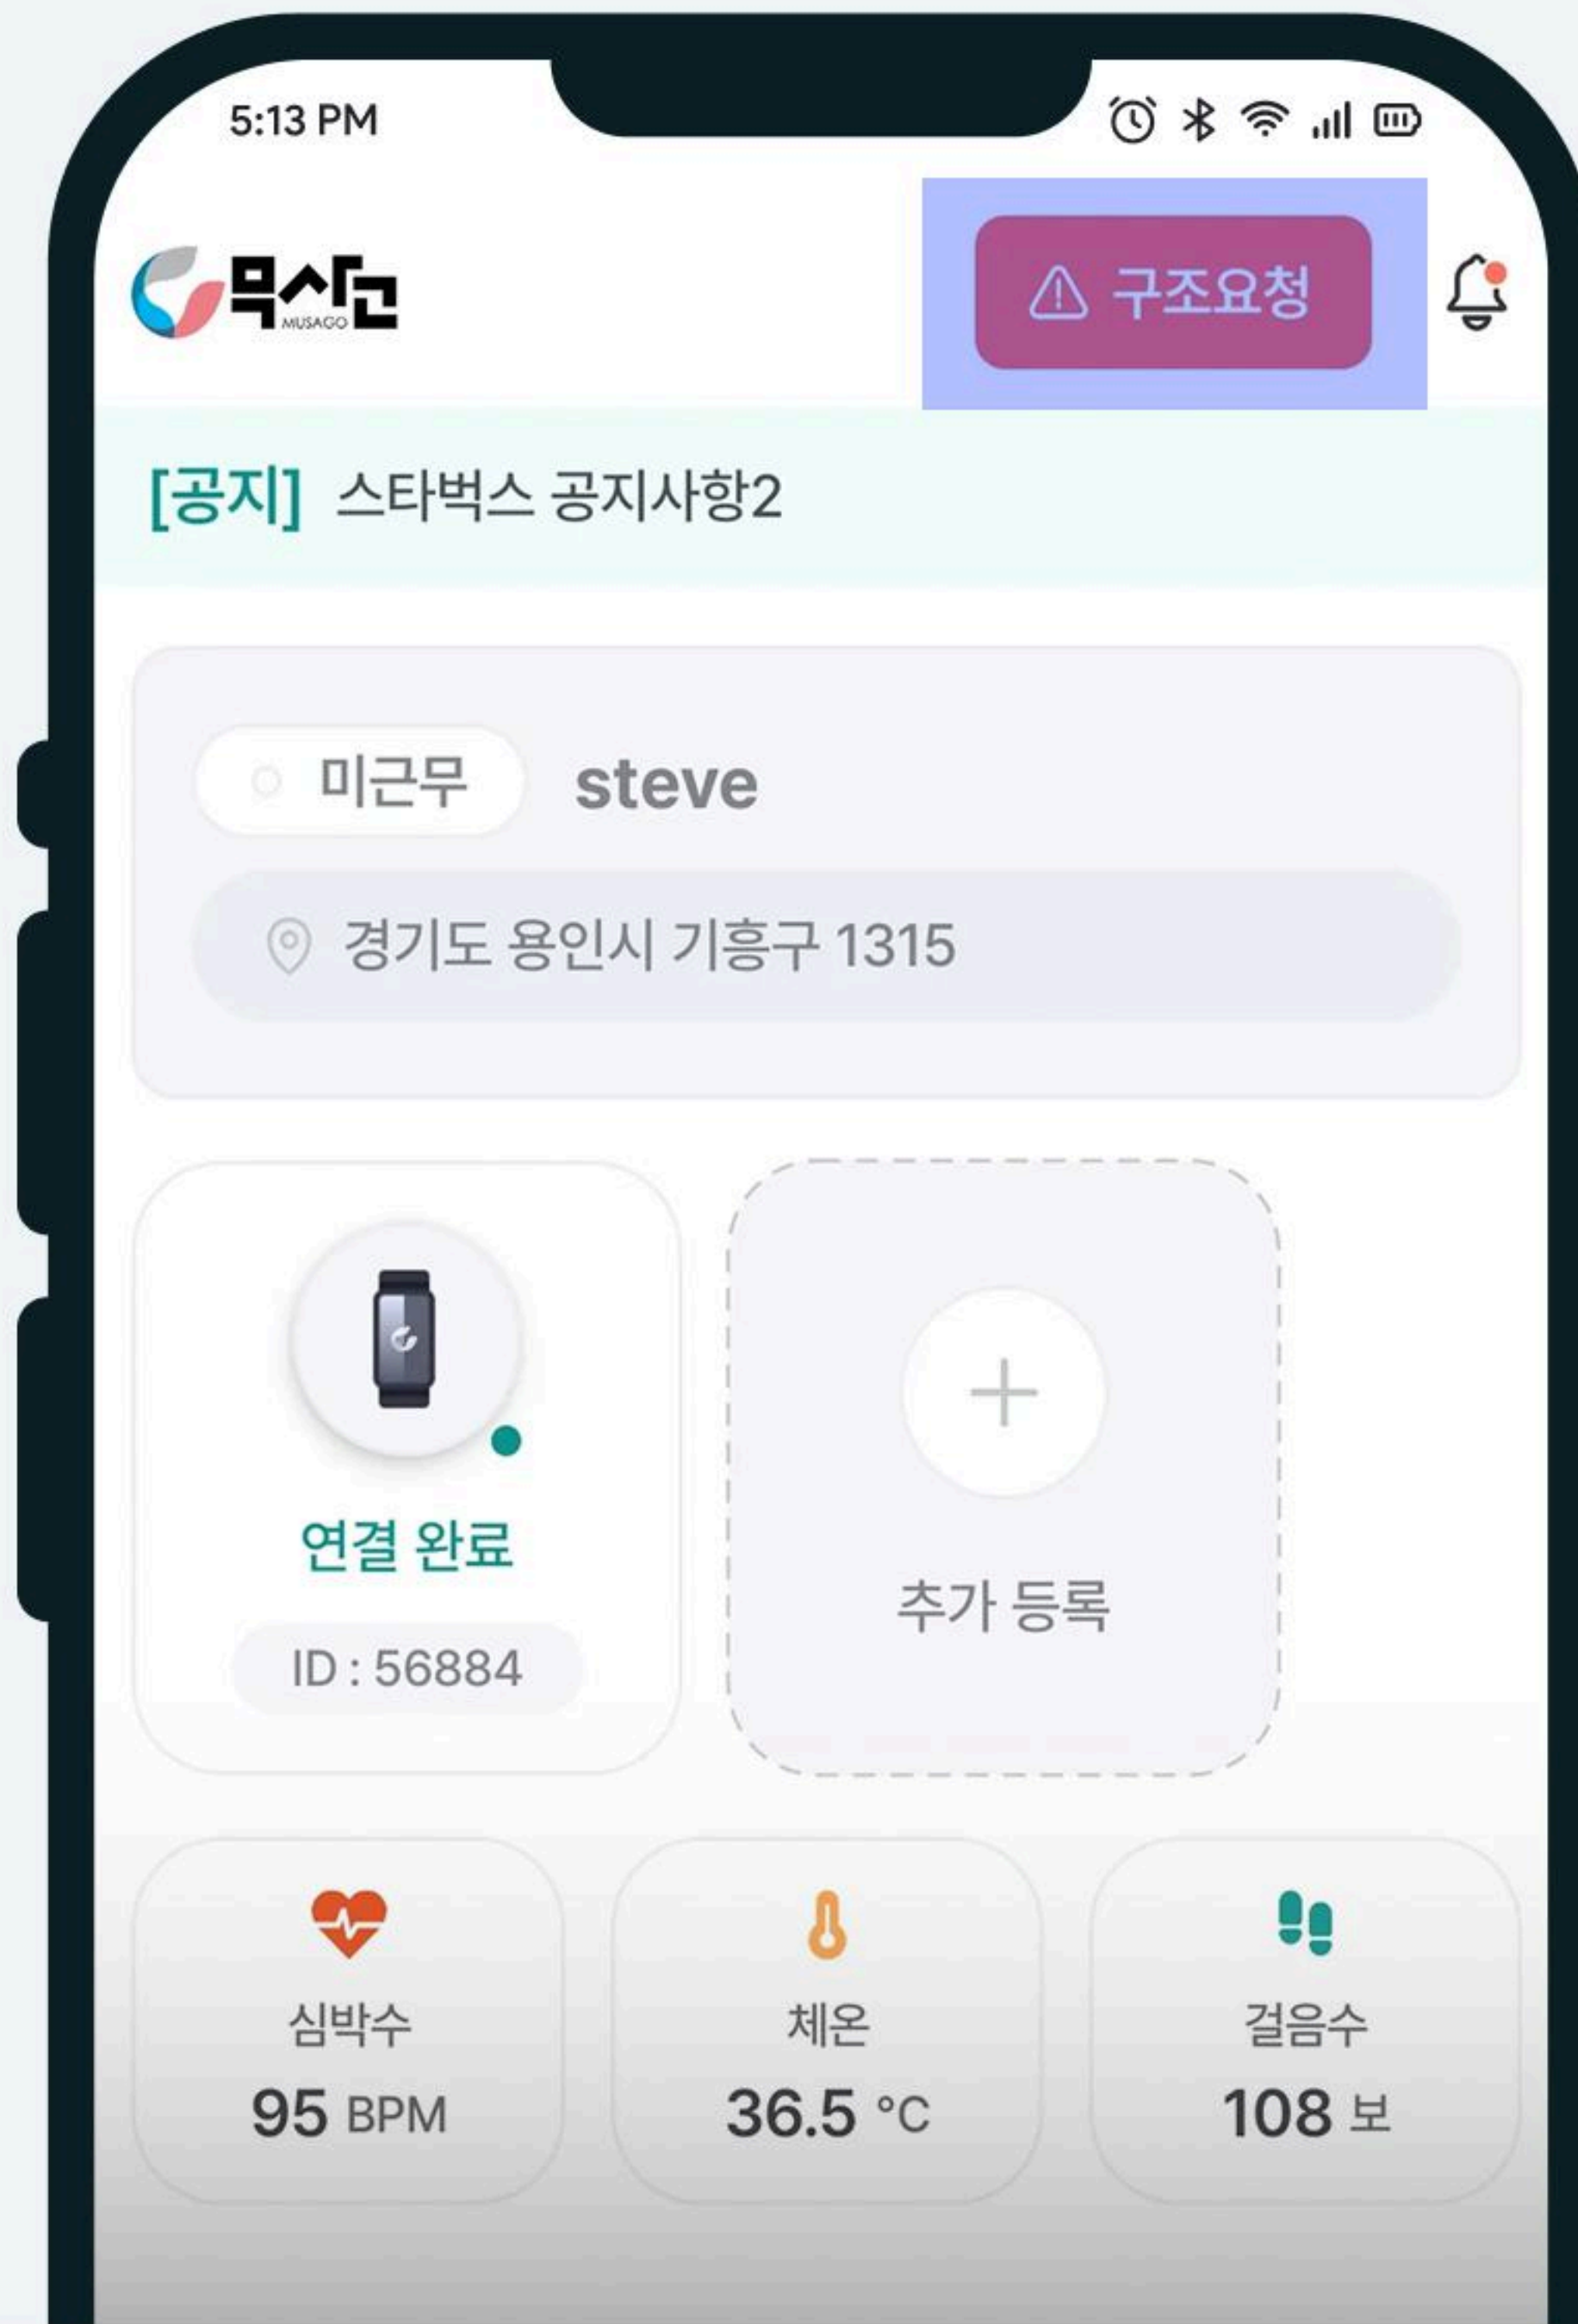 5:13 PM
무사고
MUSAGO
구조요청
[공지] 스타벅스 공지사항2
미근무 steve
경기도 용인시 기흥구 1315
연결 완료
ID : 56884
추가 등록
심박수 체온 걸음수
95 BPM 36.5 °C 108 보